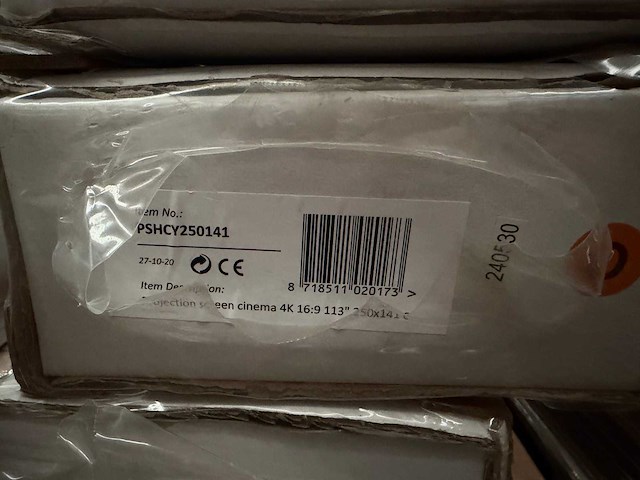 Item No.:
PSHCY250141
27-10-20 CE
Item Description:
8 718511 020173 >
Projection screen cinema 4K 16:9 113" 250x141 c
240530